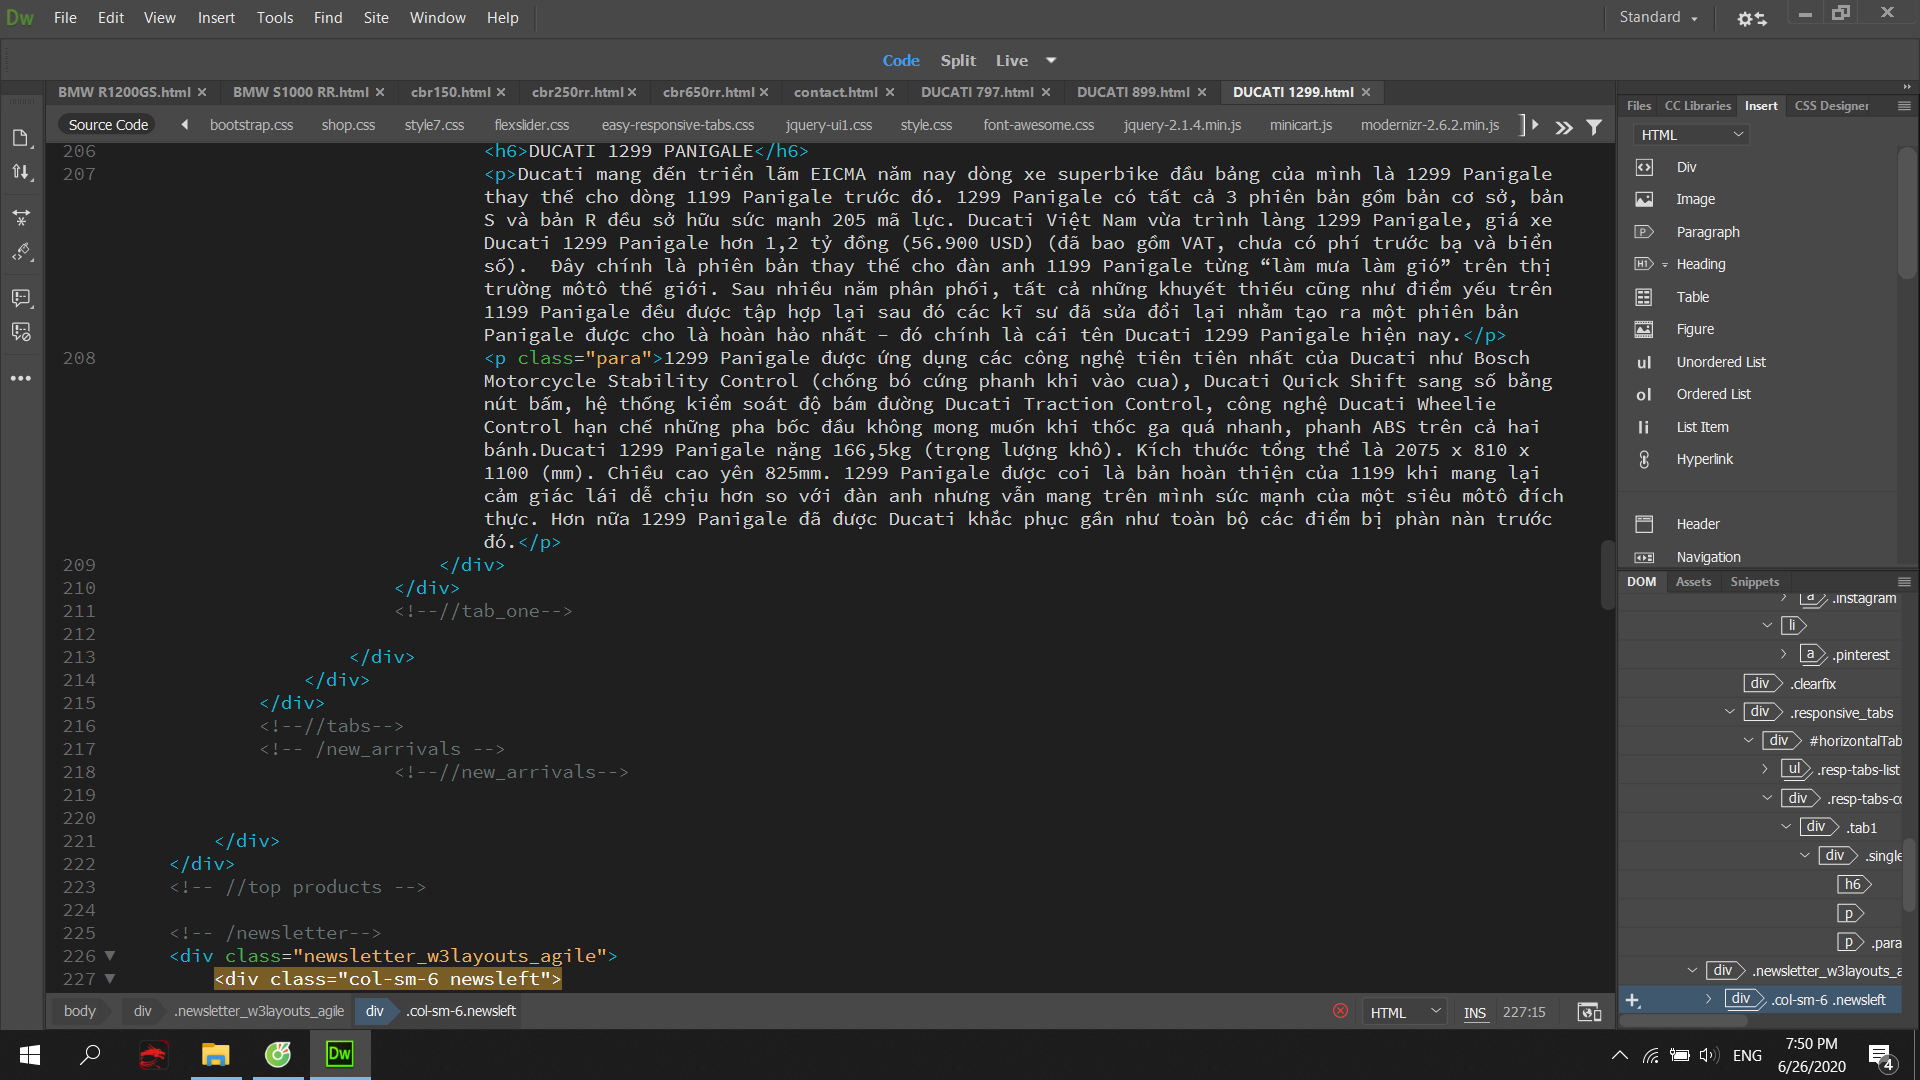 Dw File Edit View Insert Tools Find Site Window Help Standard
Code Split Live
BMW R1200GS.html BMW S1000 RR.html cbr150.html cbr250rr.html cbr650rr.html contact.html DUCATI 797.html DUCATI 899.html DUCATI 1299.html
Source Code bootstrap.css shop.css style7.css flexslider.css easy-responsive-tabs.css jquery-ui1.css style.css font-awesome.css jquery-2.1.4.min.js minicart.js modernizr-2.6.2.min.js
206 <h6>DUCATI 1299 PANIGALE</h6>
207 <p>Ducati mang đến triển lãm EICMA năm nay dòng xe superbike đầu bảng của mình là 1299 Panigale
thay thế cho dòng 1199 Panigale trước đó. 1299 Panigale có tất cả 3 phiên bản gồm bản cơ sở, bản
S và bản R đều sở hữu sức mạnh 205 mã lực. Ducati Việt Nam vừa trình làng 1299 Panigale, giá xe
Ducati 1299 Panigale hơn 1,2 tỷ đồng (56.900 USD) (đã bao gồm VAT, chưa có phí trước bạ và biển
số).  Đây chính là phiên bản thay thế cho đàn anh 1199 Panigale từng “làm mưa làm gió” trên thị
trường môtô thế giới. Sau nhiều năm phân phối, tất cả những khuyết thiếu cũng như điểm yếu trên
1199 Panigale đều được tập hợp lại sau đó các kĩ sư đã sửa đổi lại nhằm tạo ra một phiên bản
Panigale được cho là hoàn hảo nhất – đó chính là cái tên Ducati 1299 Panigale hiện nay.</p>
208 <p class="para">1299 Panigale được ứng dụng các công nghệ tiên tiên nhất của Ducati như Bosch
Motorcycle Stability Control (chống bó cứng phanh khi vào cua), Ducati Quick Shift sang số bằng
nút bấm, hệ thống kiểm soát độ bám đường Ducati Traction Control, công nghệ Ducati Wheelie
Control hạn chế những pha bốc đầu không mong muốn khi thốc ga quá nhanh, phanh ABS trên cả hai
bánh.Ducati 1299 Panigale nặng 166,5kg (trọng lượng khô). Kích thước tổng thể là 2075 x 810 x
1100 (mm). Chiều cao yên 825mm. 1299 Panigale được coi là bản hoàn thiện của 1199 khi mang lại
cảm giác lái dễ chịu hơn so với đàn anh nhưng vẫn mang trên mình sức mạnh của một siêu môtô đích
thực. Hơn nữa 1299 Panigale đã được Ducati khắc phục gần như toàn bộ các điểm bị phàn nàn trước
đó.</p>
209 </div>
210 </div>
211 <!--//tab_one-->
212
213 </div>
214 </div>
215 </div>
216 <!--//tabs-->
217 <!-- /new_arrivals -->
218 <!--//new_arrivals-->
219
220
221 </div>
222 </div>
223 <!-- //top products -->
224
225 <!-- /newsletter-->
226 <div class="newsletter_w3layouts_agile">
227 <div class="col-sm-6 newsleft">
body div .newsletter_w3layouts_agile div .col-sm-6.newsleft HTML INS 227:15
Files CC Libraries Insert CSS Designer
HTML
Div
Image
Paragraph
H1 Heading
Table
Figure
ul Unordered List
ol Ordered List
li List Item
Hyperlink
Header
Navigation
DOM Assets Snippets
a .instagram
li
a .pinterest
div .clearfix
div .responsive_tabs
div #horizontalTab
ul .resp-tabs-list
div .resp-tabs-co
div .tab1
div .single
h6
p
p .para
div .newsletter_w3layouts_a
div .col-sm-6 .newsleft
Dw ENG 7:50 PM
6/26/2020 4